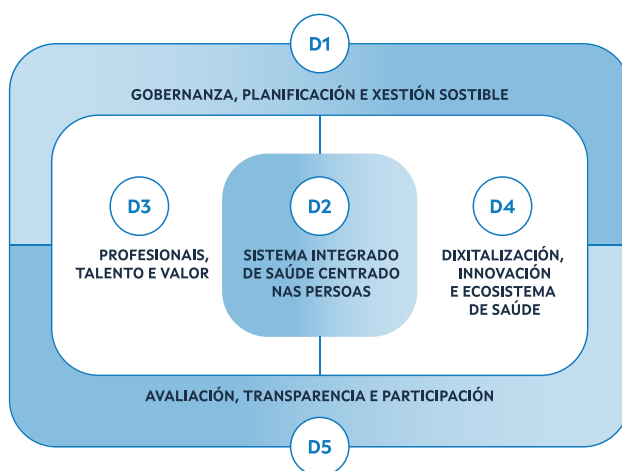 D1
GOBERNANZA, PLANIFICACIÓN E XESTIÓN SOSTIBLE
D3
PROFESIONAIS,
TALENTO E VALOR
D2
SISTEMA INTEGRADO
DE SAÚDE CENTRADO
NAS PERSOAS
D4
DIXITALIZACIÓN,
INNOVACIÓN
E ECOSISTEMA
DE SAÚDE
AVALIACIÓN, TRANSPARENCIA E PARTICIPACIÓN
D5